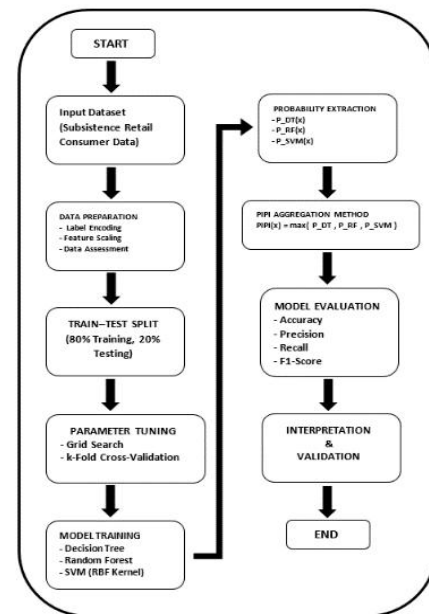 START
Input Dataset
(Subsistence Retail
Consumer Data)
DATA PREPARATION
- Label Encoding
- Feature Scaling
- Data Assessment
TRAIN–TEST SPLIT
(80% Training, 20%
Testing)
PARAMETER TUNING
- Grid Search
- k-Fold Cross-Validation
MODEL TRAINING
- Decision Tree
- Random Forest
- SVM (RBF Kernel)
PROBABILITY EXTRACTION
- P_DT(x)
- P_RF(x)
- P_SVM(x)
PIPI AGGREGATION METHOD
PIPI(x) = max( P_DT , P_RF , P_SVM )
MODEL EVALUATION
- Accuracy
- Precision
- Recall
- F1-Score
INTERPRETATION
&
VALIDATION
END